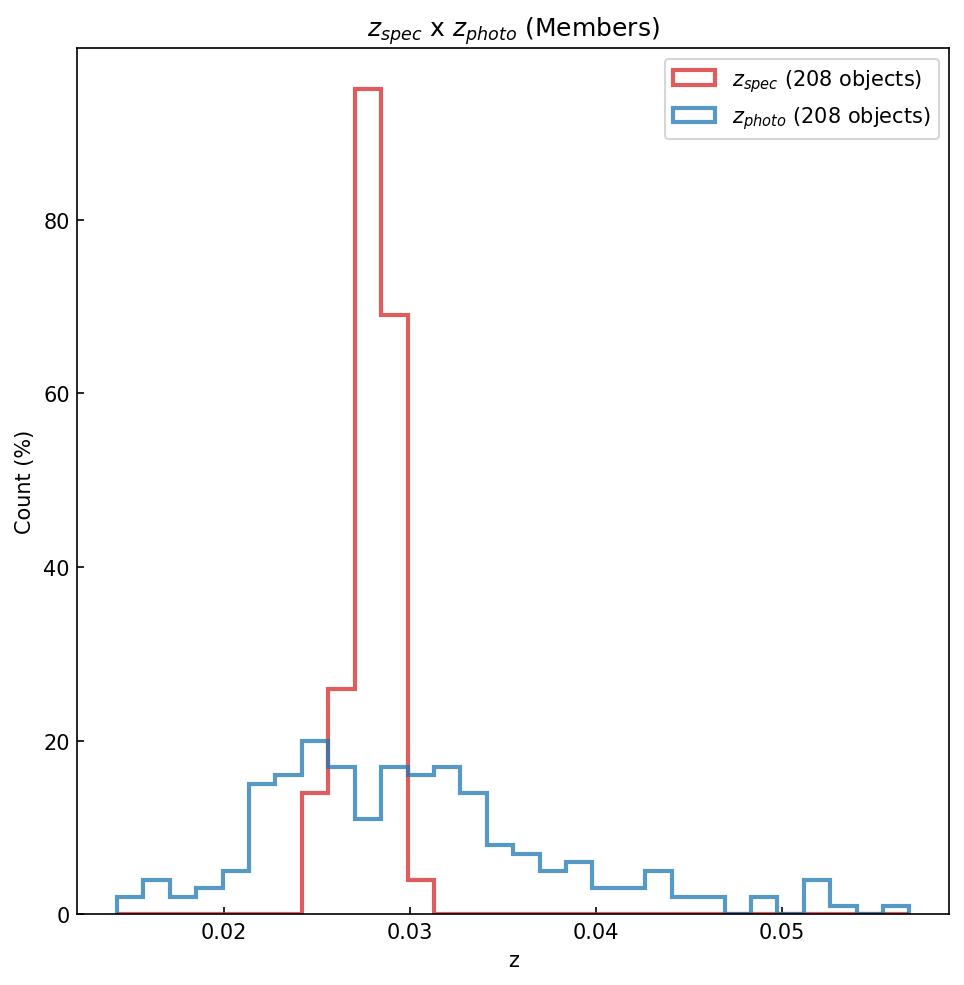 z_spec x z_photo (Members)
z_spec (208 objects)
z_photo (208 objects)
Count (%)
80
60
40
20
0
0.02 0.03 0.04 0.05
z